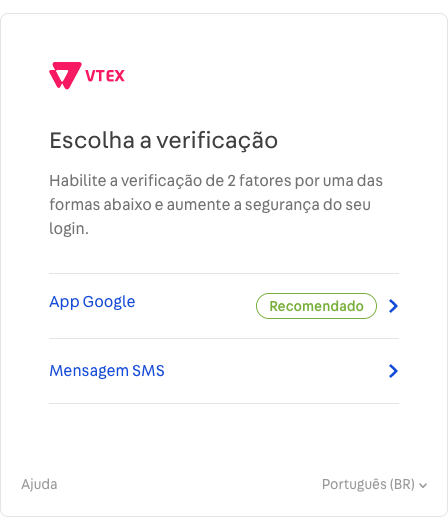 VTEX
Escolha a verificação
Habilite a verificação de 2 fatores por uma das
formas abaixo e aumente a segurança do seu
login.
App Google
Recomendado
Mensagem SMS
Ajuda
Português (BR)